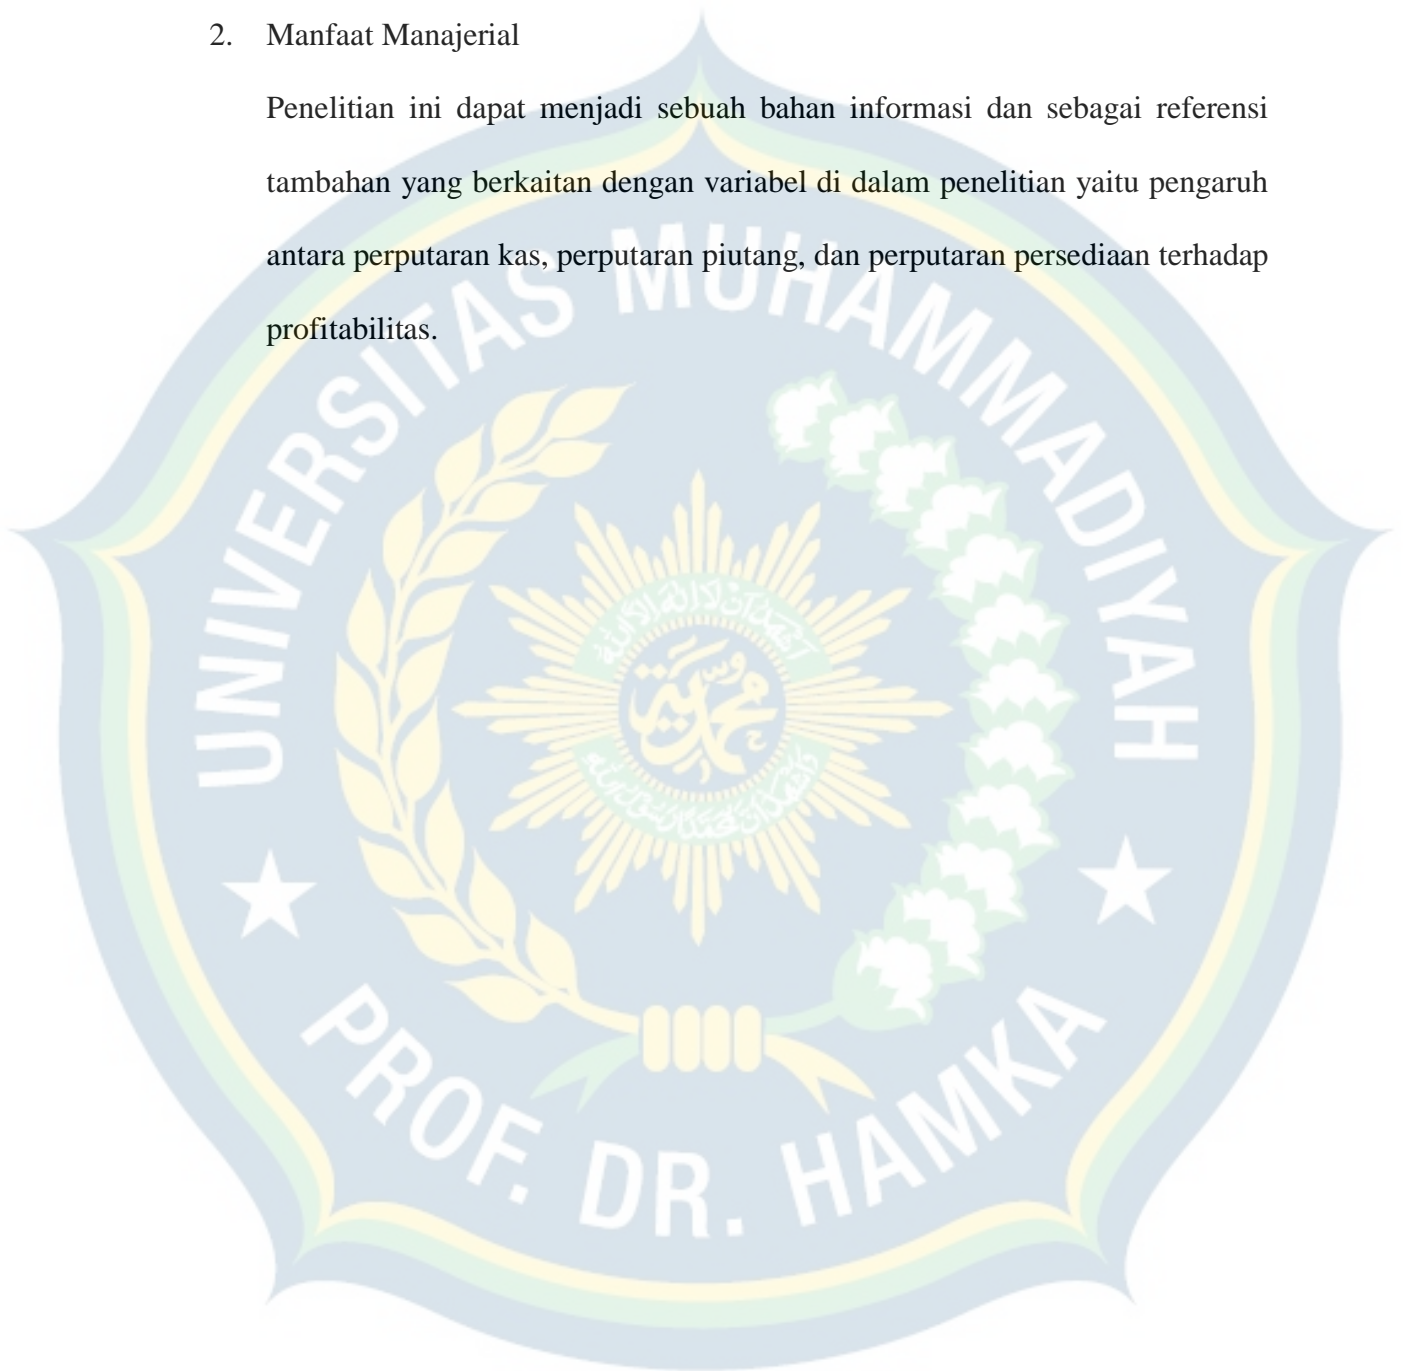 2. Manfaat Manajerial
Penelitian ini dapat menjadi sebuah bahan informasi dan sebagai referensi
tambahan yang berkaitan dengan variabel di dalam penelitian yaitu pengaruh
antara perputaran kas, perputaran piutang, dan perputaran persediaan terhadap
profitabilitas.
UNIVERSITAS MUHAMMADIYAH
محمدية
PROF. DR. HAMKA